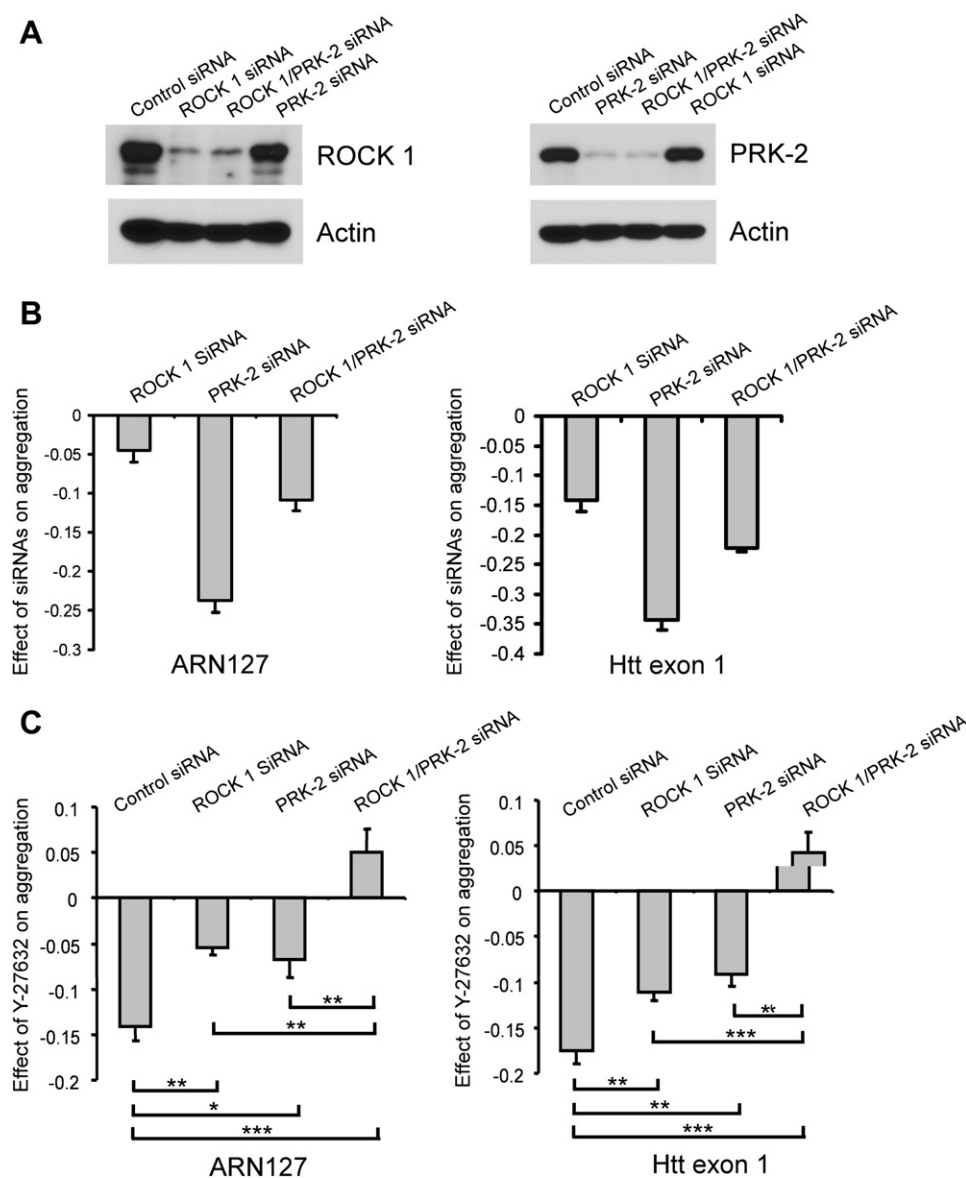 A
Control siRNA
ROCK 1 siRNA
ROCK 1/PRK-2 siRNA
PRK-2 siRNA
ROCK 1
Actin
Control siRNA
PRK-2 siRNA
ROCK 1/PRK-2 siRNA
ROCK 1 siRNA
PRK-2
Actin
B
ROCK 1 SiRNA
PRK-2 siRNA
ROCK 1/PRK-2 siRNA
Effect of siRNAs on aggregation
0
-0.05
-0.1
-0.15
-0.2
-0.25
-0.3
ARN127
ROCK 1 SiRNA
PRK-2 siRNA
ROCK 1/PRK-2 siRNA
Effect of siRNAs on aggregation
0
-0.05
-0.1
-0.15
-0.2
-0.25
-0.3
-0.35
-0.4
Htt exon 1
C
Control siRNA
ROCK 1 SiRNA
PRK-2 siRNA
ROCK 1/PRK-2 siRNA
Effect of Y-27632 on aggregation
0.1
0.05
0
-0.05
-0.1
-0.15
-0.2
**
**
**
*
***
ARN127
Control siRNA
ROCK 1 SiRNA
PRK-2 siRNA
ROCK 1/PRK-2 siRNA
Effect of Y-27632 on aggregation
0.1
0.05
0
-0.05
-0.1
-0.15
-0.2
**
***
**
**
***
Htt exon 1